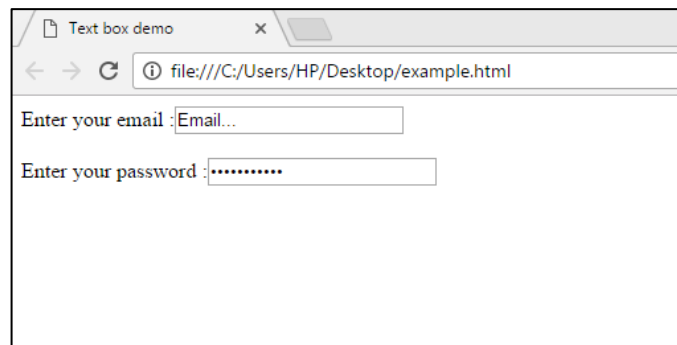 Text box demo
file:///C:/Users/HP/Desktop/example.html
Enter your email :Email...
Enter your password :•••••••••••